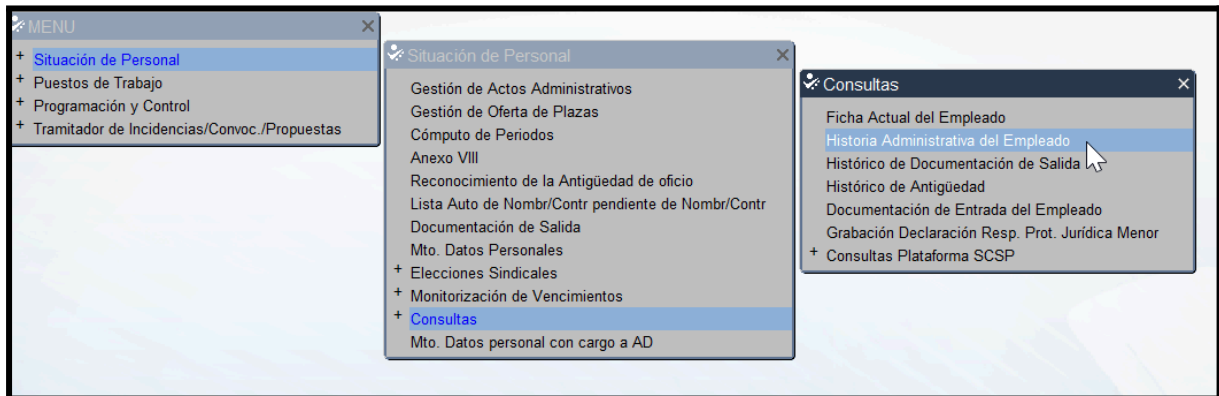 MENU
+ Situación de Personal
+ Puestos de Trabajo
+ Programación y Control
+ Tramitador de Incidencias/Convoc./Propuestas
Situación de Personal
Gestión de Actos Administrativos
Gestión de Oferta de Plazas
Cómputo de Periodos
Anexo VIII
Reconocimiento de la Antigüedad de oficio
Lista Auto de Nombr/Contr pendiente de Nombr/Contr
Documentación de Salida
Mto. Datos Personales
+ Elecciones Sindicales
+ Monitorización de Vencimientos
+ Consultas
Mto. Datos personal con cargo a AD
Consultas
Ficha Actual del Empleado
Historia Administrativa del Empleado
Histórico de Documentación de Salida
Histórico de Antigüedad
Documentación de Entrada del Empleado
Grabación Declaración Resp. Prot. Jurídica Menor
+ Consultas Plataforma SCSP